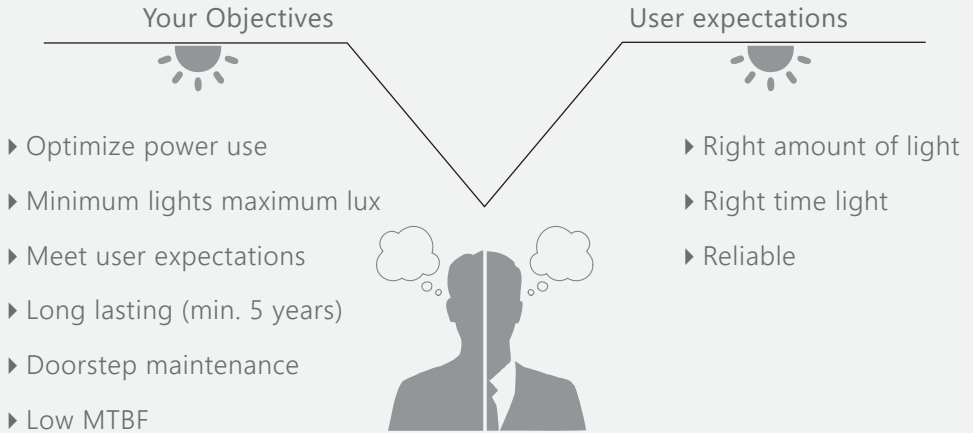 Your Objectives
User expectations
Optimize power use
Minimum lights maximum lux
Meet user expectations
Long lasting (min. 5 years)
Doorstep maintenance
Low MTBF
Right amount of light
Right time light
Reliable